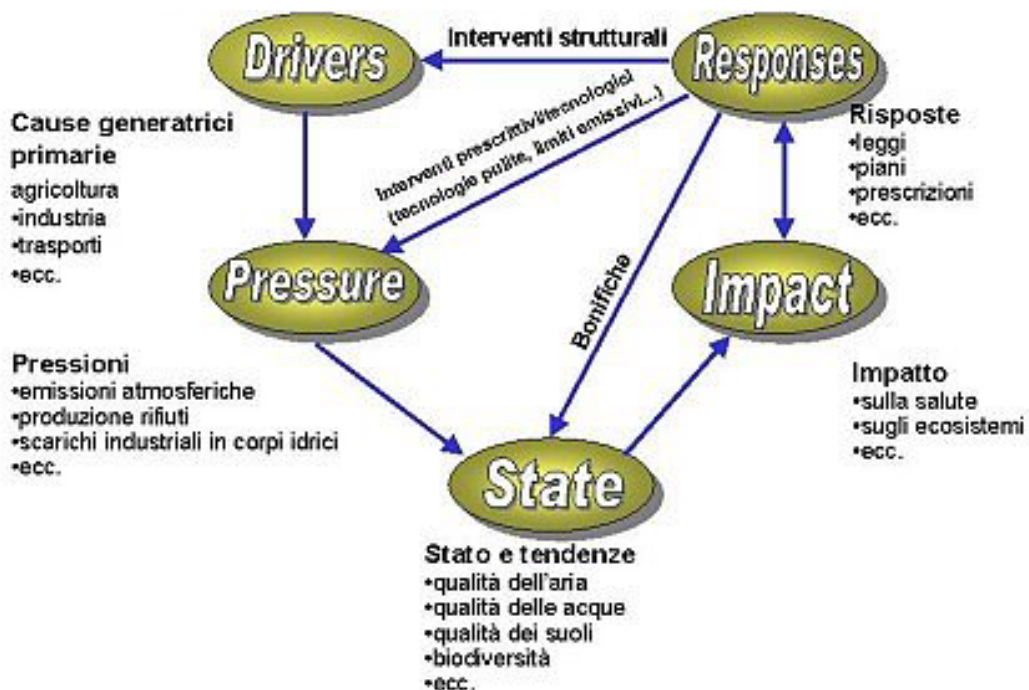 Drivers
Interventi strutturali
Responses
Cause generatrici
primarie
agricoltura
•industria
•trasporti
•ecc.
Interventi prescrittivi/tecnologici
(tecnologie pulite, limiti emissivi...)
Risposte
•leggi
•piani
•prescrizioni
•ecc.
Pressure
Bonifiche
Impact
Pressioni
•emissioni atmosferiche
•produzione rifiuti
•scarichi industriali in corpi idrici
•ecc.
Impatto
•sulla salute
•sugli ecosistemi
•ecc.
State
Stato e tendenze
•qualità dell'aria
•qualità delle acque
•qualità dei suoli
•biodiversità
•ecc.